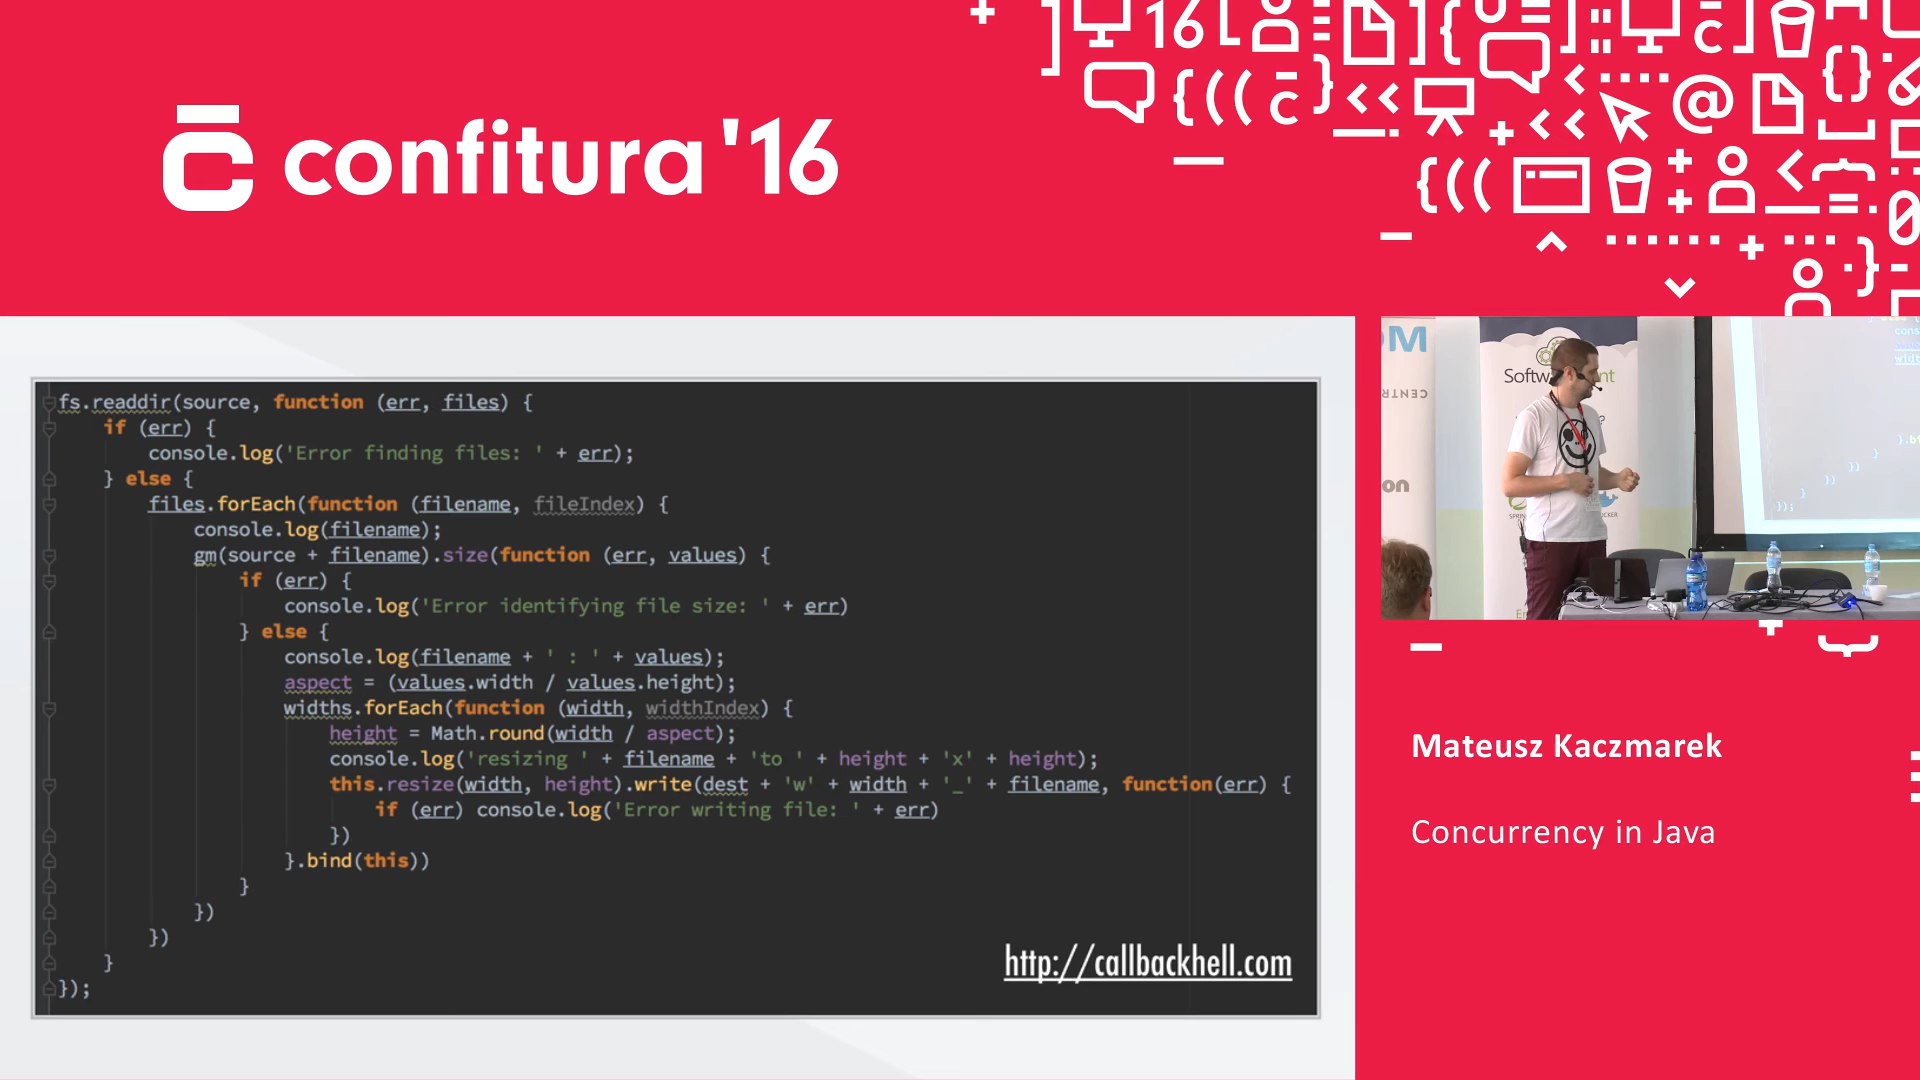 confitura '16
fs.readdir(source, function (err, files) {
if (err) {
console.log('Error finding files: ' + err);
} else {
files.forEach(function (filename, fileIndex) {
console.log(filename);
gm(source + filename).size(function (err, values) {
if (err) {
console.log('Error identifying file size: ' + err)
} else {
console.log(filename + ' : ' + values);
aspect = (values.width / values.height);
widths.forEach(function (width, widthIndex) {
height = Math.round(width / aspect);
console.log('resizing ' + filename + 'to ' + height + 'x' + height);
this.resize(width, height).write(dest + 'w' + width + '_' + filename, function(err) {
if (err) console.log('Error writing file: ' + err)
})
}.bind(this))
}
})
})
}
});
http://callbackhell.com
Mateusz Kaczmarek
Concurrency in Java